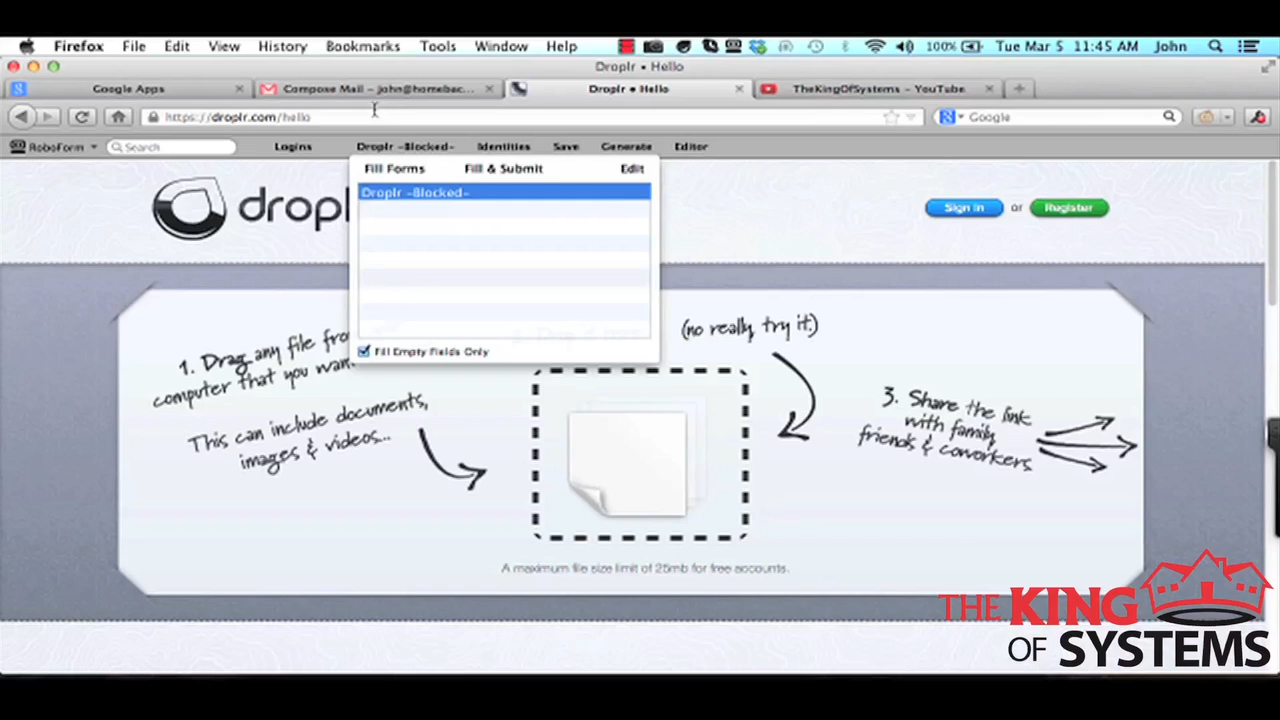 Firefox File Edit View History Bookmarks Tools Window Help 100% Tue Mar 5 11:45 AM John
Droplr • Hello
Google Apps Compose Mail – john@homebac... Droplr • Hello TheKingOfSystems – YouTube
https://droplr.com/hello Google
RoboForm Search Logins Droplr –Blocked– Identities Save Generate Editor
Fill Forms Fill & Submit Edit
Droplr –Blocked–
Fill Empty Fields Only
dropl
Sign In or Register
1. Drag any file fro
computer that you wan
This can include documents,
images & videos...
(no really, try it.)
3. Share the link
with family,
friends & coworkers.
A maximum file size limit of 25mb for free accounts.
THE KING
OF SYSTEMS